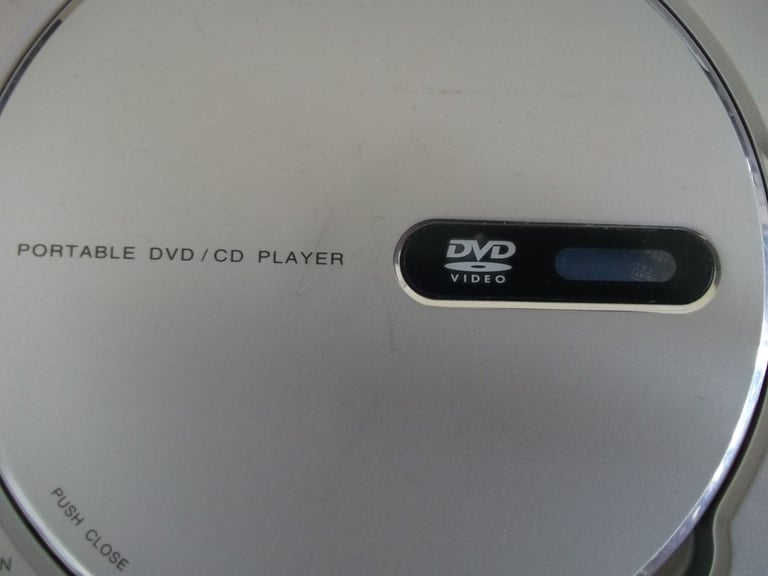 PORTABLE DVD / CD PLAYER
DVD
VIDEO
PUSH CLOSE